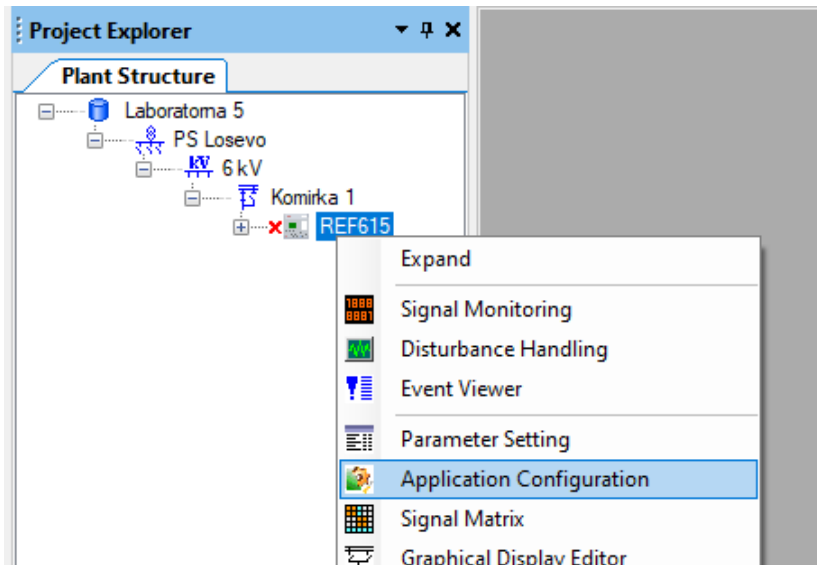 Project Explorer
Plant Structure
Laboratorna 5
PS Losevo
kV 6 kV
Komirka 1
REF615
Expand
Signal Monitoring
Disturbance Handling
Event Viewer
Parameter Setting
Application Configuration
Signal Matrix
Graphical Display Editor